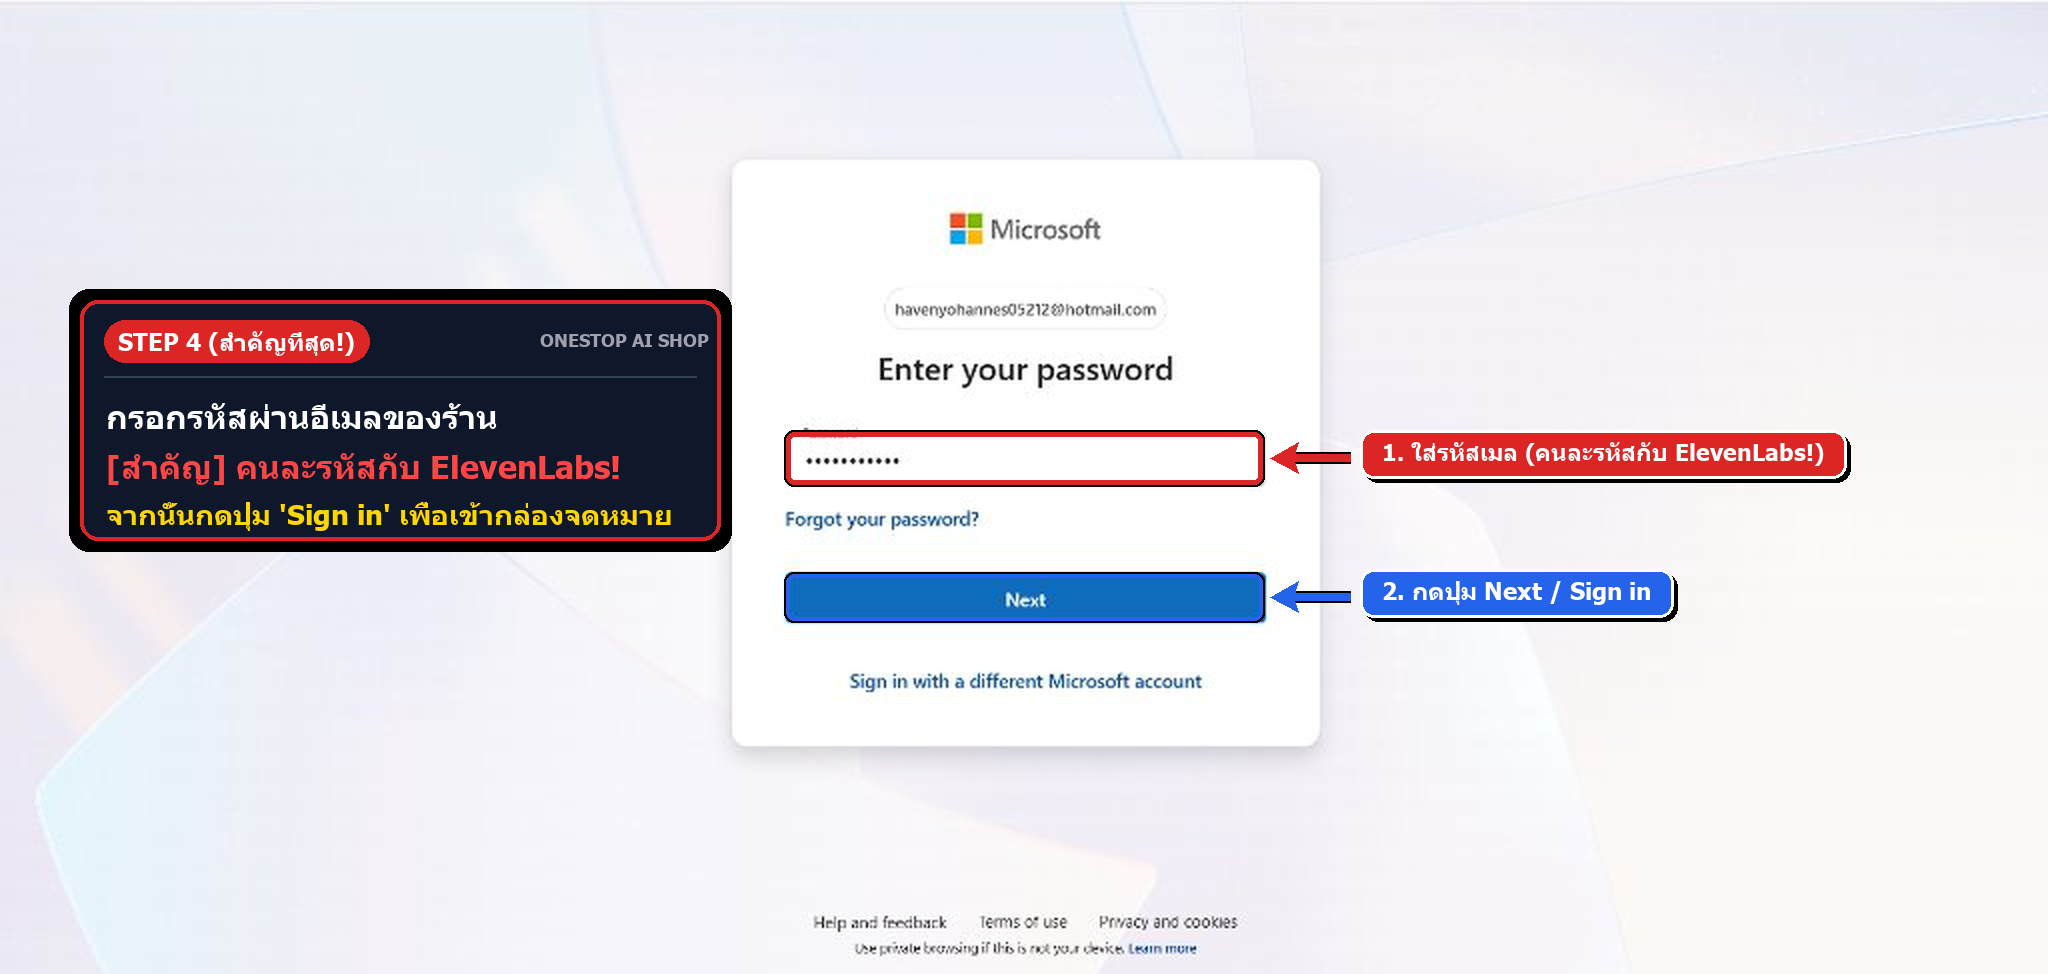 Microsoft
havenyohannes05212@hotmail.com
Enter your password
STEP 4 (สำคัญที่สุด!)
ONESTOP AI SHOP
กรอกรหัสผ่านอีเมลของร้าน
[สำคัญ] คนละรหัสกับ ElevenLabs!
จากนั้นกดปุ่ม 'Sign in' เพื่อเข้ากล่องจดหมาย
•••••••••••
1. ใส่รหัสเมล (คนละรหัสกับ ElevenLabs!)
Forgot your password?
Next
2. กดปุ่ม Next / Sign in
Sign in with a different Microsoft account
Help and feedback Terms of use Privacy and cookies
Use private browsing if this is not your device. Learn more